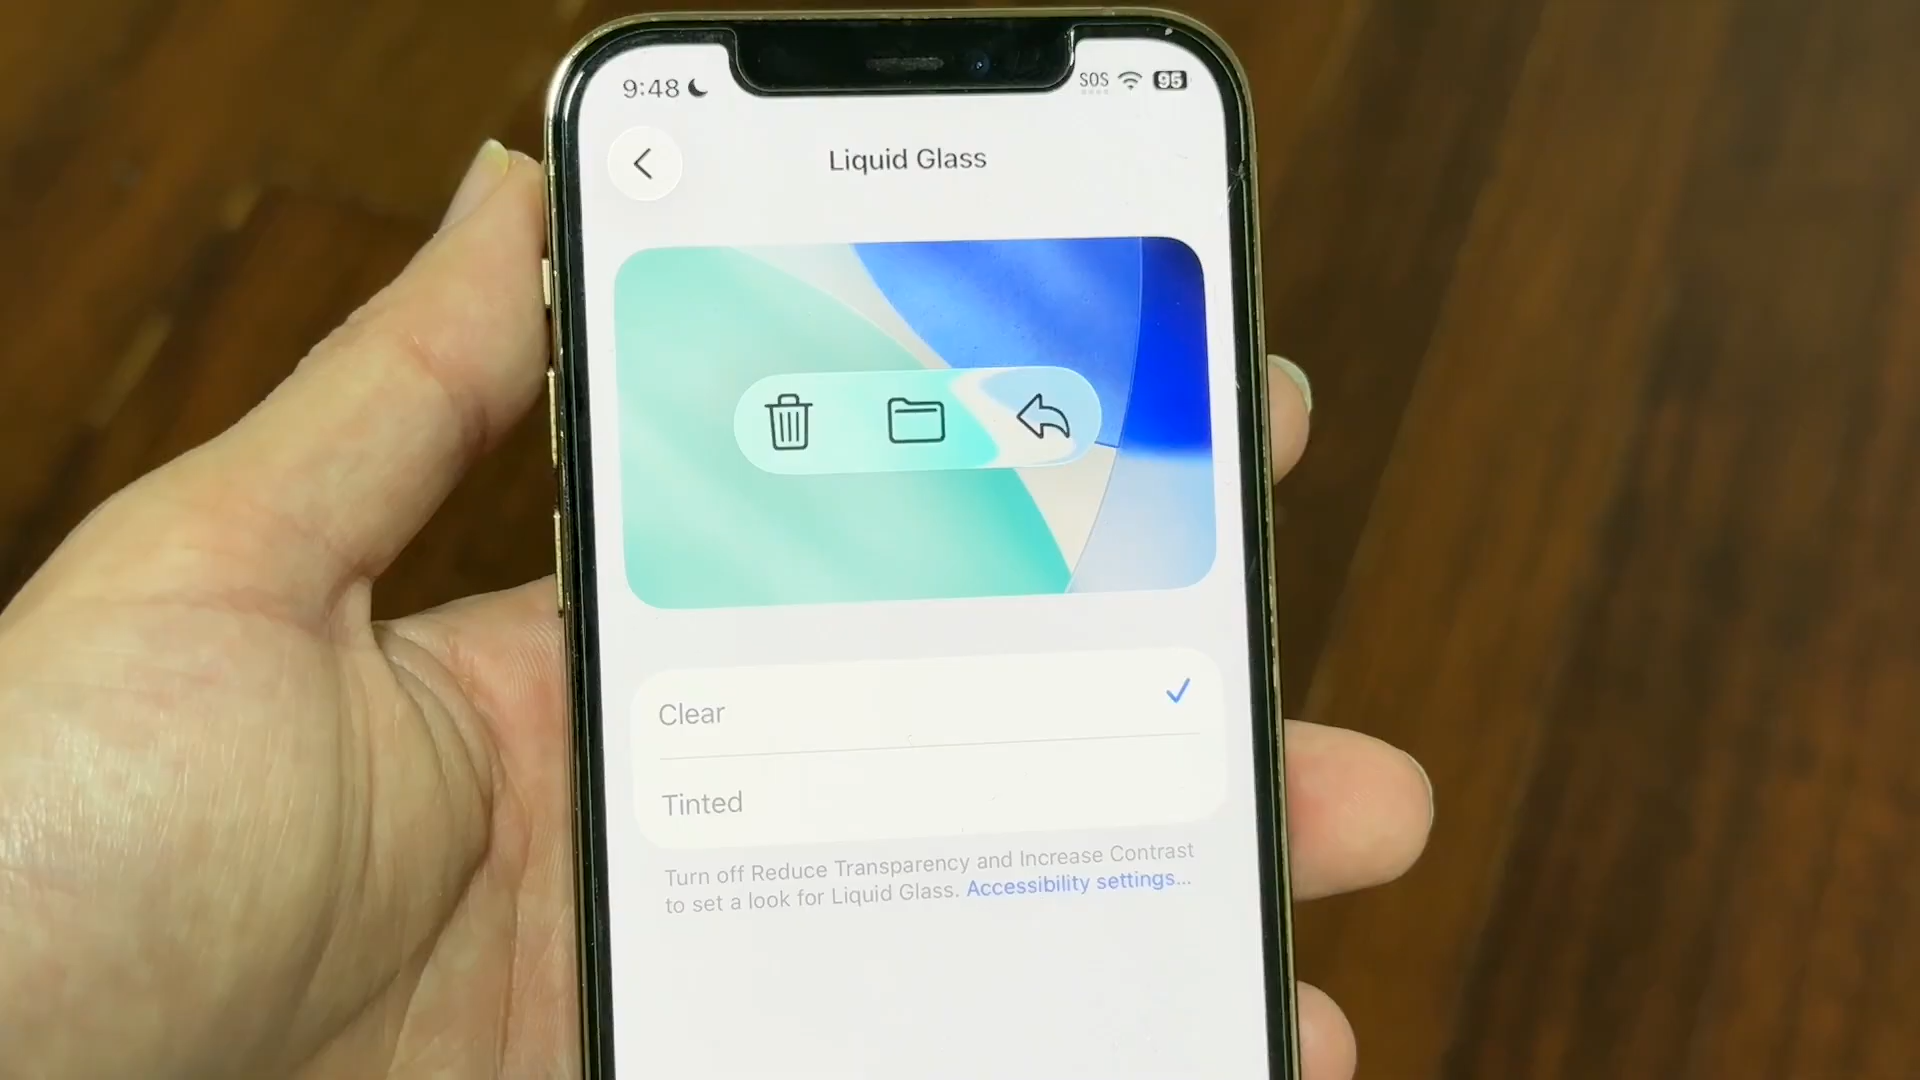 9:48
SOS
95
Liquid Glass
Clear
Tinted
Turn off Reduce Transparency and Increase Contrast
to set a look for Liquid Glass. Accessibility settings...